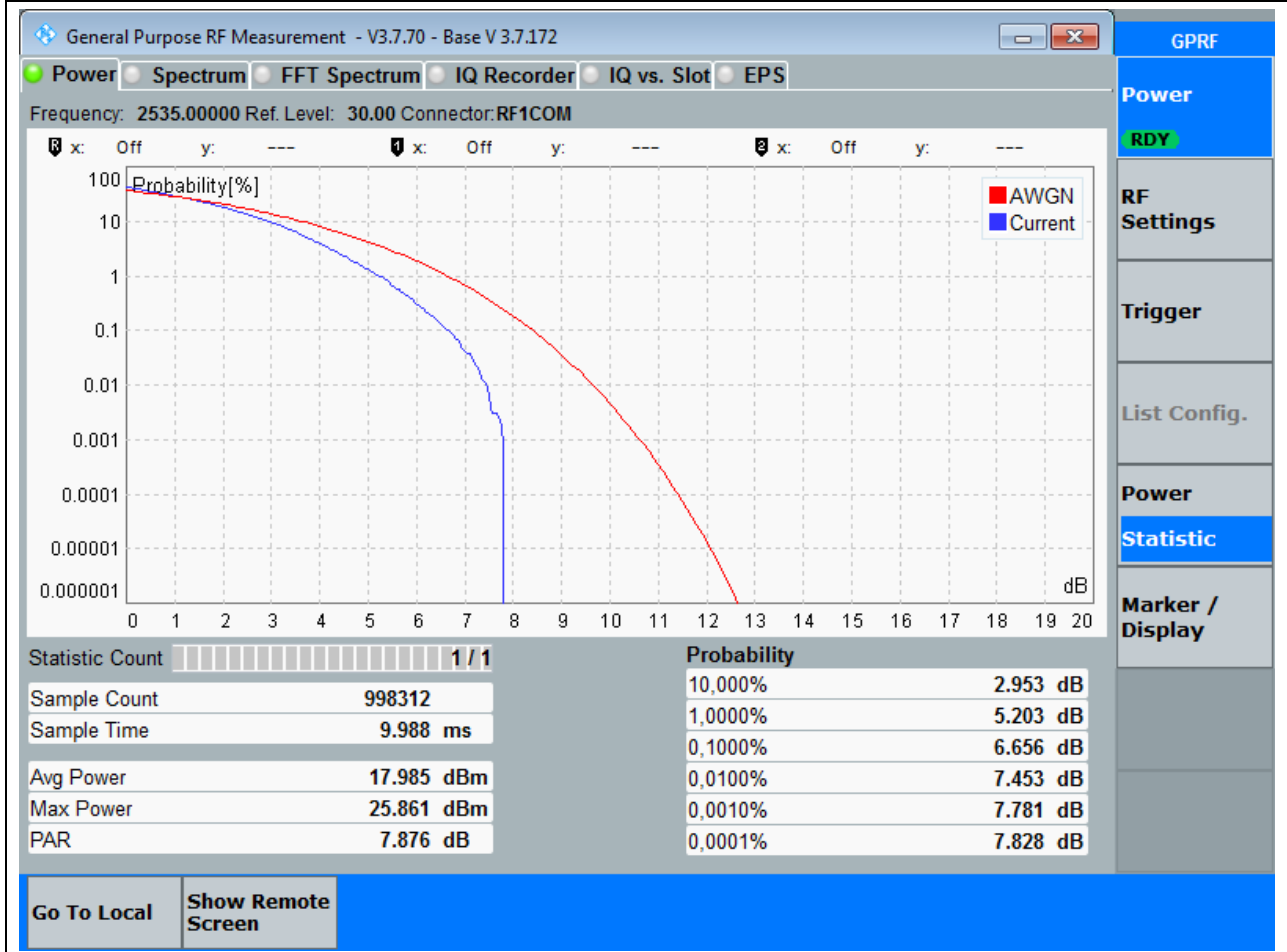 General Purpose RF Measurement - V3.7.70 - Base V 3.7.172
GPRF
Power Spectrum FFT Spectrum IQ Recorder IQ vs. Slot EPS
Frequency: 2535.00000 Ref. Level: 30.00 Connector: RF1COM
R x: Off y: --- 1 x: Off y: --- 2 x: Off y: ---
Probability[%]
AWGN
Current
100
10
1
0.1
0.01
0.001
0.0001
0.00001
0.000001
dB
0 1 2 3 4 5 6 7 8 9 10 11 12 13 14 15 16 17 18 19 20
Statistic Count 1 / 1
Sample Count 998312
Sample Time 9.988 ms
Avg Power 17.985 dBm
Max Power 25.861 dBm
PAR 7.876 dB
Probability
10,000% 2.953 dB
1,0000% 5.203 dB
0,1000% 6.656 dB
0,0100% 7.453 dB
0,0010% 7.781 dB
0,0001% 7.828 dB
Power
RDY
RF
Settings
Trigger
List Config.
Power
Statistic
Marker /
Display
Go To Local
Show Remote
Screen